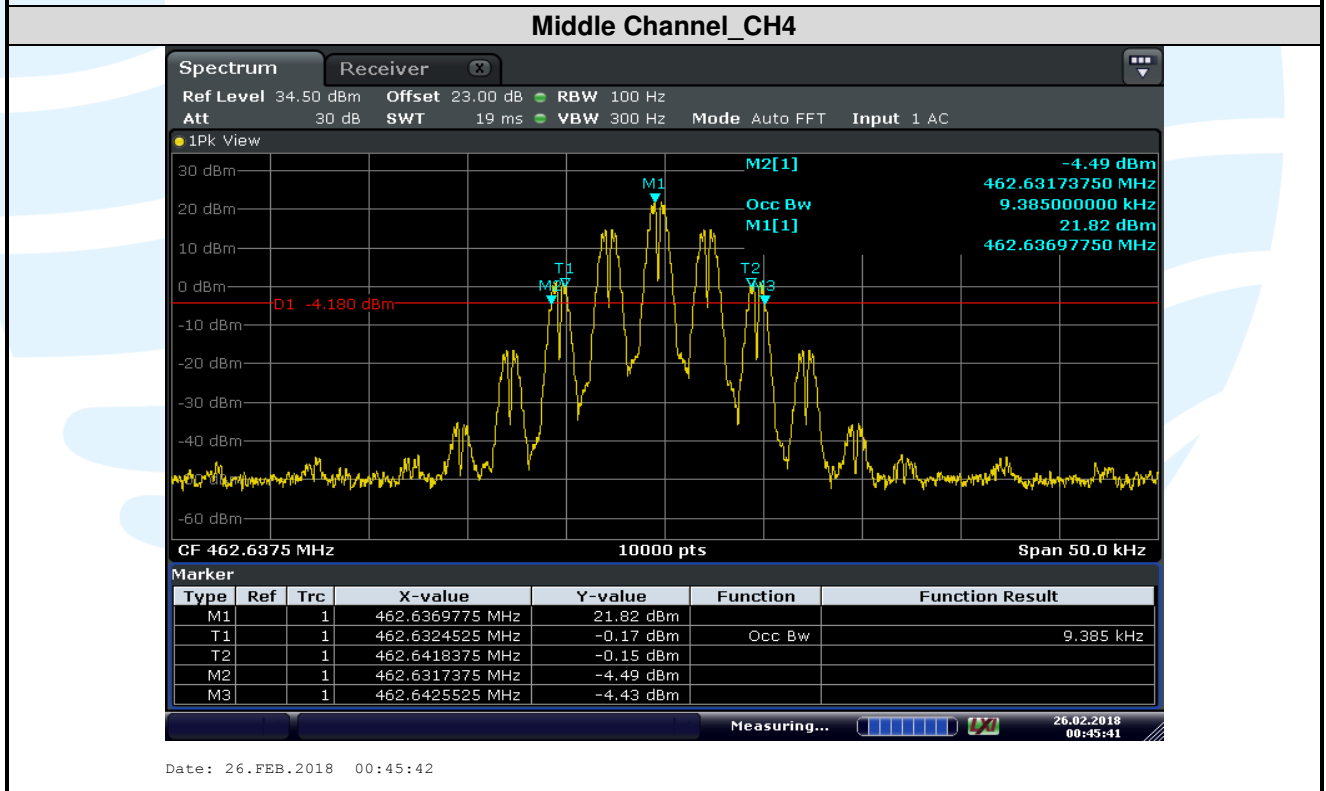 Middle Channel_CH4
Spectrum Receiver X
Ref Level 34.50 dBm Offset 23.00 dB RBW 100 Hz
Att 30 dB SWT 19 ms VBW 300 Hz Mode Auto FFT Input 1 AC
1Pk View
M2[1] -4.49 dBm
462.63173750 MHz
Occ Bw 9.385000000 kHz
M1[1] 21.82 dBm
462.63697750 MHz
30 dBm
20 dBm
10 dBm
0 dBm
-10 dBm
-20 dBm
-30 dBm
-40 dBm
-60 dBm
D1 -4.180 dBm
M1
T1
T2
M2
M3
CF 462.6375 MHz 10000 pts Span 50.0 kHz
Marker
Type Ref Trc X-value Y-value Function Function Result
M1 1 462.6369775 MHz 21.82 dBm
T1 1 462.6324525 MHz -0.17 dBm Occ Bw 9.385 kHz
T2 1 462.6418375 MHz -0.15 dBm
M2 1 462.6317375 MHz -4.49 dBm
M3 1 462.6425525 MHz -4.43 dBm
Measuring... LXI 26.02.2018
00:45:41
Date: 26.FEB.2018 00:45:42